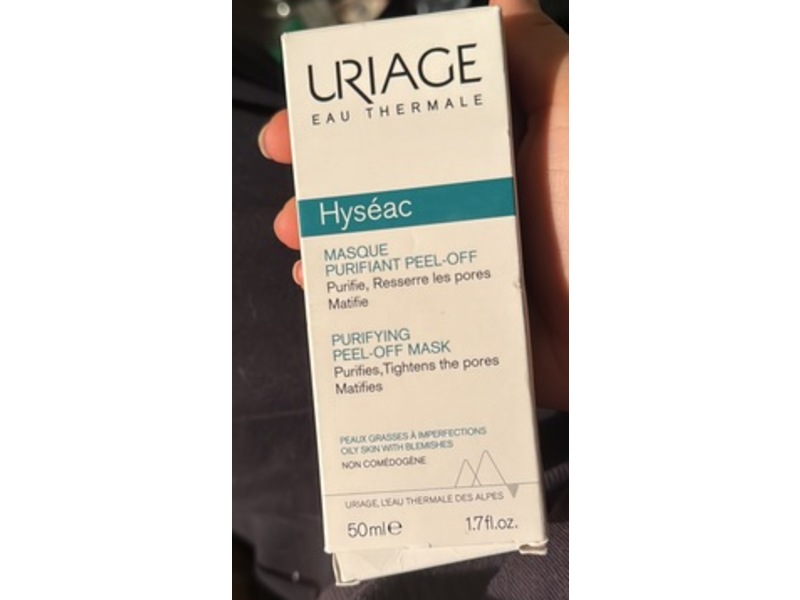 URIAGE
EAU THERMALE
Hyséac
MASQUE
PURIFIANT PEEL-OFF
Purifie, Resserre les pores
Matifie
PURIFYING
PEEL-OFF MASK
Purifies,Tightens the pores
Matifies
PEAUX GRASSES À IMPERFECTIONS
OILY SKIN WITH BLEMISHES
NON COMÉDOGÈNE
URIAGE, L'EAU THERMALE DES ALPES
50ml℮ 1.7fl.oz.